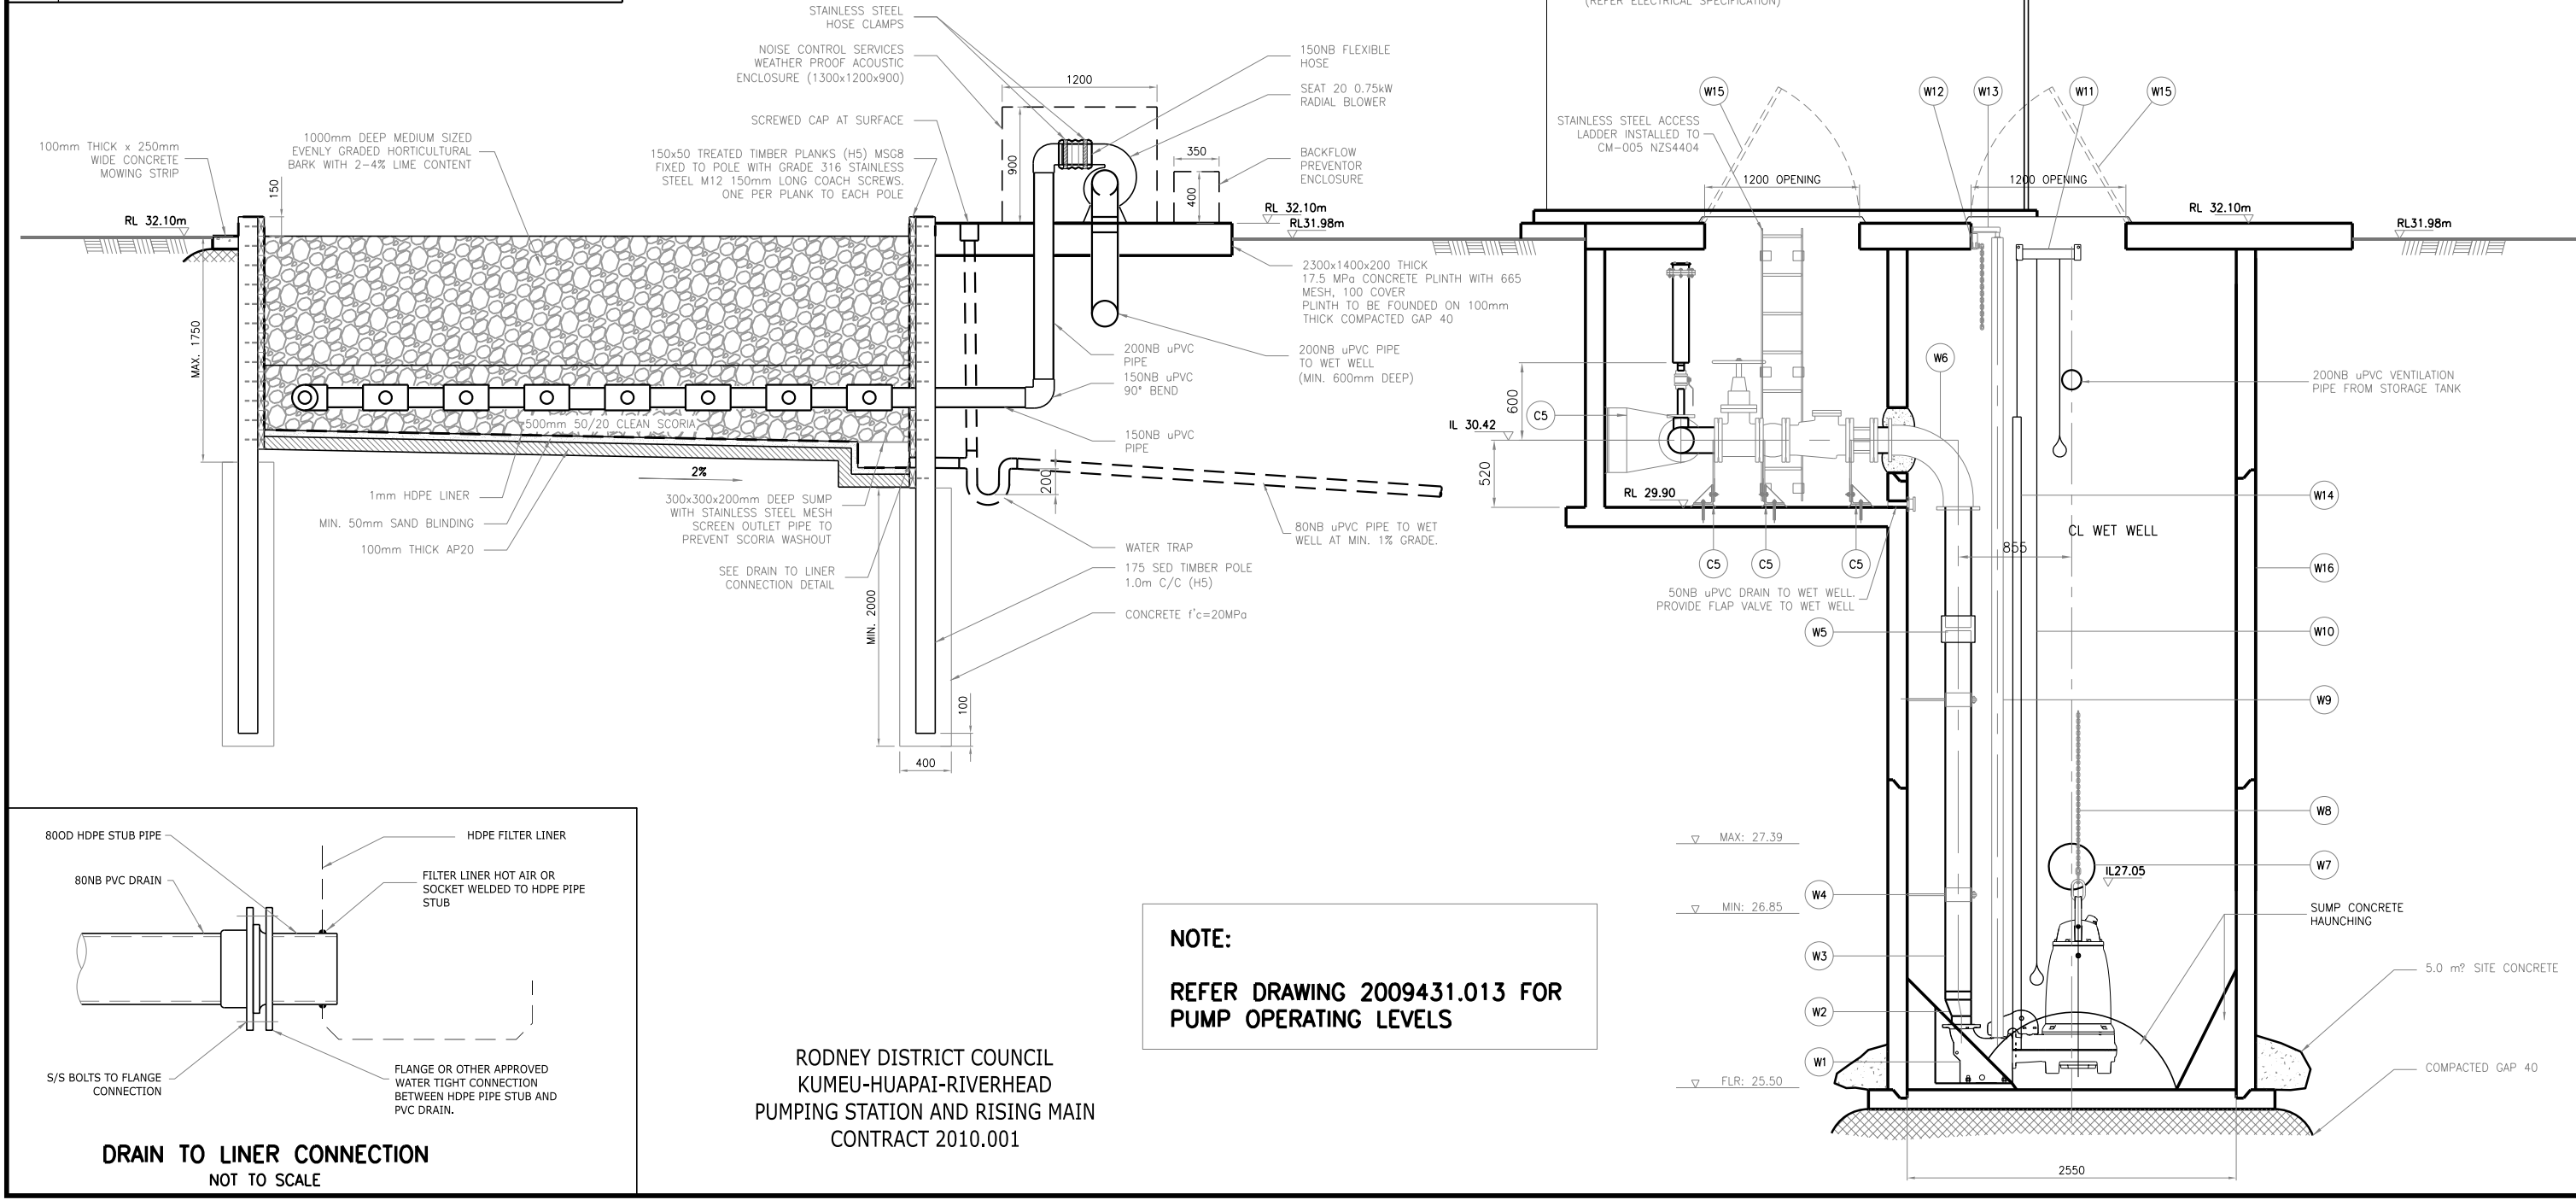 (REFER ELECTRICAL SPECIFICATION)
STAINLESS STEEL
HOSE CLAMPS
NOISE CONTROL SERVICES
WEATHER PROOF ACOUSTIC
ENCLOSURE (1300x1200x900)
SCREWED CAP AT SURFACE
150x50 TREATED TIMBER PLANKS (H5) MSG8
FIXED TO POLE WITH GRADE 316 STAINLESS
STEEL M12 150mm LONG COACH SCREWS.
ONE PER PLANK TO EACH POLE
100mm THICK x 250mm
WIDE CONCRETE
MOWING STRIP
1000mm DEEP MEDIUM SIZED
EVENLY GRADED HORTICULTURAL
BARK WITH 2-4% LIME CONTENT
150
RL 32.10m
MAX. 1750
1200
900
350
400
150NB FLEXIBLE
HOSE
SEAT 20 0.75kW
RADIAL BLOWER
BACKFLOW
PREVENTOR
ENCLOSURE
RL 32.10m
RL31.98m
2300x1400x200 THICK
17.5 MPa CONCRETE PLINTH WITH 665
MESH, 100 COVER
PLINTH TO BE FOUNDED ON 100mm
THICK COMPACTED GAP 40
200NB uPVC PIPE
TO WET WELL
(MIN. 600mm DEEP)
200NB uPVC
PIPE
150NB uPVC
90° BEND
150NB uPVC
PIPE
500mm 50/20 CLEAN SCORIA
2%
1mm HDPE LINER
MIN. 50mm SAND BLINDING
100mm THICK AP20
300x300x200mm DEEP SUMP
WITH STAINLESS STEEL MESH
SCREEN OUTLET PIPE TO
PREVENT SCORIA WASHOUT
SEE DRAIN TO LINER
CONNECTION DETAIL
200
80NB uPVC PIPE TO WET
WELL AT MIN. 1% GRADE.
WATER TRAP
175 SED TIMBER POLE
1.0m C/C (H5)
CONCRETE f'c=20MPa
MIN. 2000
100
400
W15
W12
W13
W11
W15
STAINLESS STEEL ACCESS
LADDER INSTALLED TO
CM-005 NZS4404
1200 OPENING
1200 OPENING
RL 32.10m
RL31.98m
W6
200NB uPVC VENTILATION
PIPE FROM STORAGE TANK
600
C5
IL 30.42
520
RL 29.90
W14
CL WET WELL
855
C5
C5
C5
W16
50NB uPVC DRAIN TO WET WELL.
PROVIDE FLAP VALVE TO WET WELL
W5
W10
W9
W8
MAX: 27.39
W7
IL27.05
W4
MIN: 26.85
SUMP CONCRETE
HAUNCHING
W3
5.0 m? SITE CONCRETE
W2
W1
COMPACTED GAP 40
FLR: 25.50
2550
80OD HDPE STUB PIPE
HDPE FILTER LINER
80NB PVC DRAIN
FILTER LINER HOT AIR OR
SOCKET WELDED TO HDPE PIPE
STUB
S/S BOLTS TO FLANGE
CONNECTION
FLANGE OR OTHER APPROVED
WATER TIGHT CONNECTION
BETWEEN HDPE PIPE STUB AND
PVC DRAIN.
DRAIN TO LINER CONNECTION
NOT TO SCALE
RODNEY DISTRICT COUNCIL
KUMEU-HUAPAI-RIVERHEAD
PUMPING STATION AND RISING MAIN
CONTRACT 2010.001
NOTE:
REFER DRAWING 2009431.013 FOR
PUMP OPERATING LEVELS